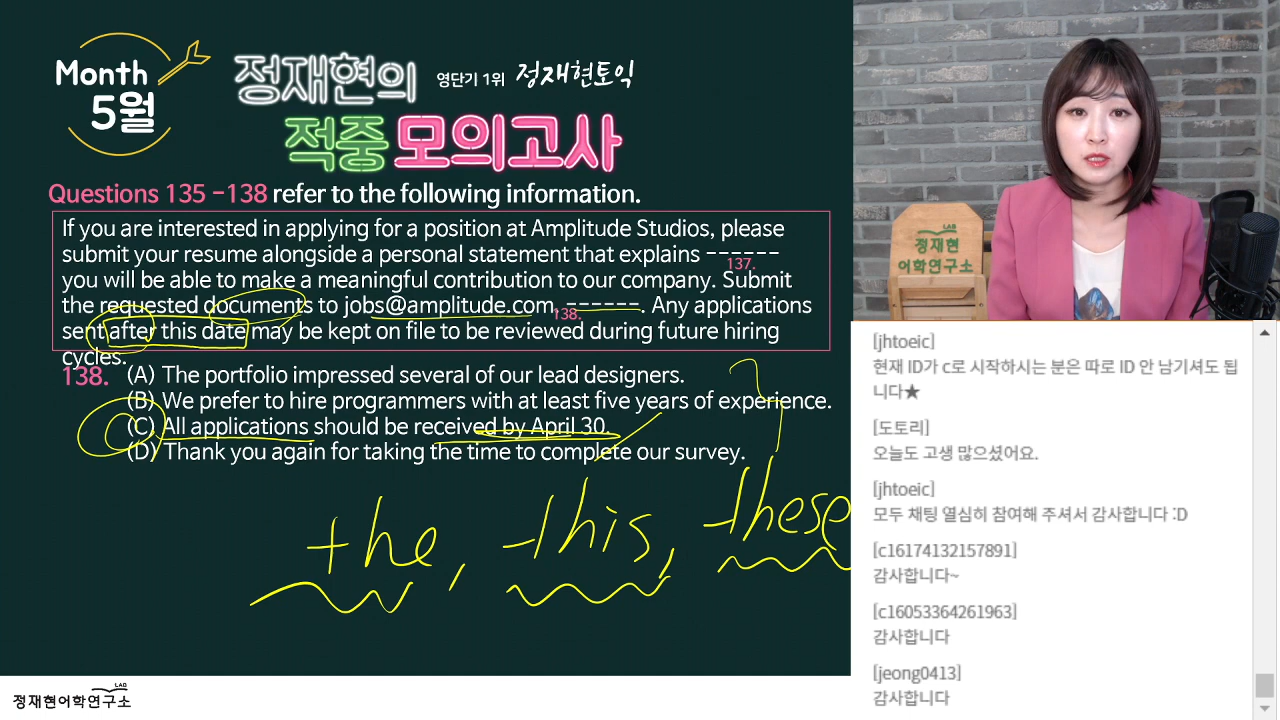 Month
5월
정재현의
영단기 1위 정재현토익
적중 모의고사
Questions 135 -138 refer to the following information.
If you are interested in applying for a position at Amplitude Studios, please
submit your resume alongside a personal statement that explains ------
137.
you will be able to make a meaningful contribution to our company. Submit
the requested documents to jobs@amplitude.com. ------. Any applications
138.
sent after this date may be kept on file to be reviewed during future hiring
cycles.
138. (A) The portfolio impressed several of our lead designers.
(B) We prefer to hire programmers with at least five years of experience.
(C) All applications should be received by April 30.
(D) Thank you again for taking the time to complete our survey.
the, this, these
정재현어학연구소
LAB
LAB
정재현
어학연구소
[jhtoeic]
현재 ID가 c로 시작하시는 분은 따로 ID 안 남기셔도 됩
니다★
[도토리]
오늘도 고생 많으셨어요.
[jhtoeic]
모두 채팅 열심히 참여해 주셔서 감사합니다 :D
[c16174132157891]
감사합니다~
[c16053364261963]
감사합니다
[jeong0413]
감사합니다